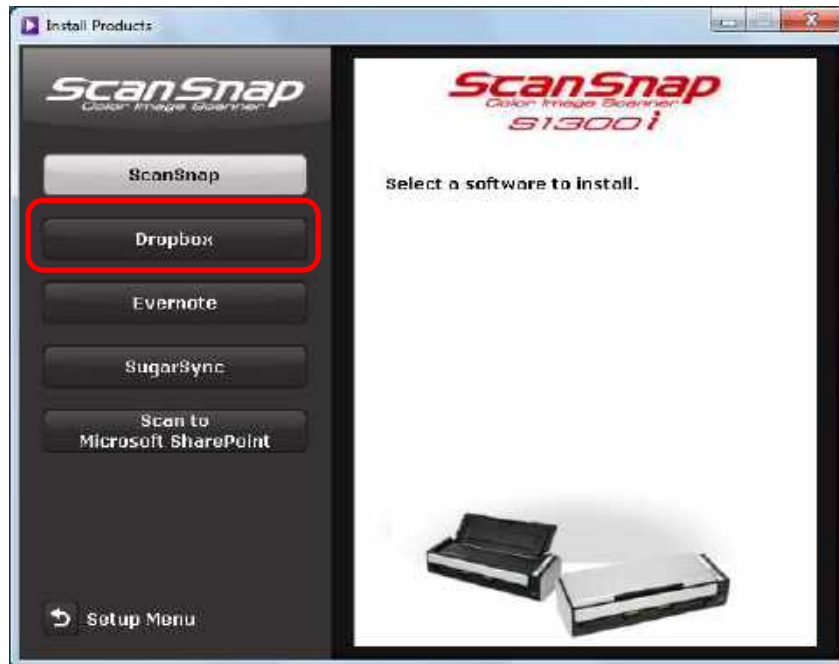 Install Products
ScanSnap
Color Image Scanner
ScanSnap
Dropbox
Evernote
SugarSync
Scan to
Microsoft SharePoint
Setup Menu
ScanSnap
Color Image Scanner
S1300i
Select a software to install.